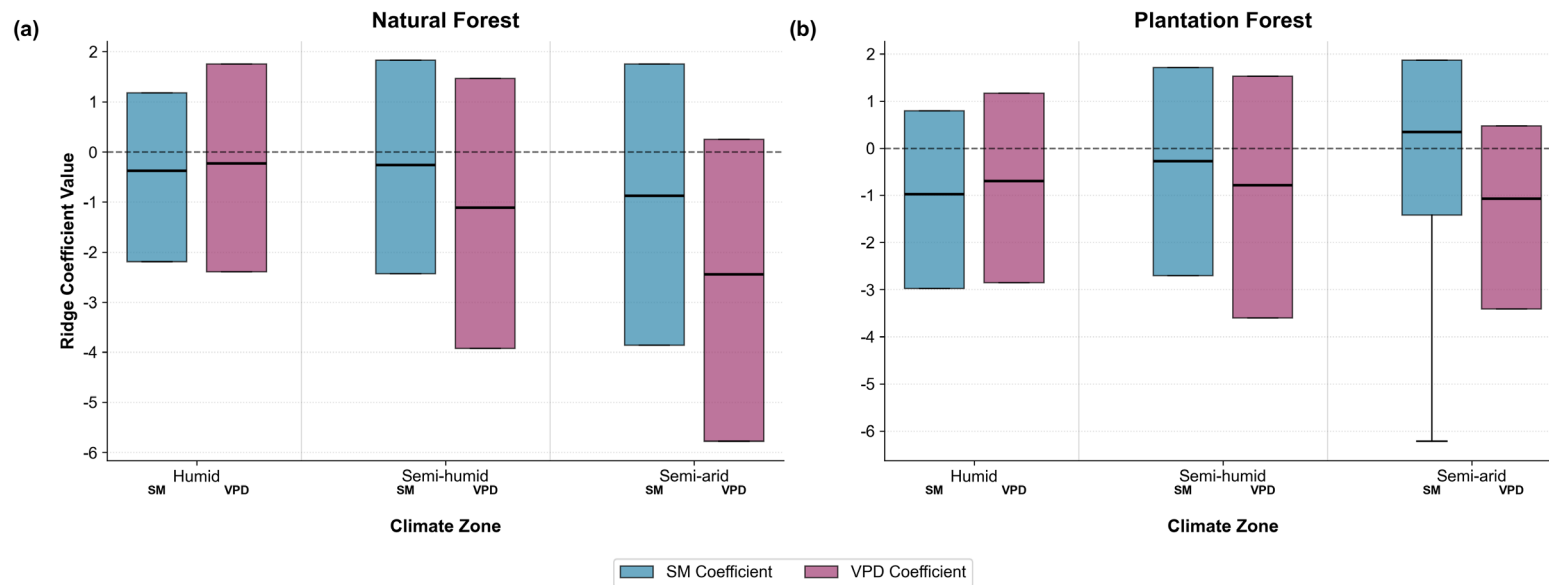 (a)
Natural Forest
Ridge Coefficient Value
2
1
0
-1
-2
-3
-4
-5
-6
Humid
Semi-humid
Semi-arid
SM VPD SM VPD SM VPD
Climate Zone
(b)
Plantation Forest
2
1
0
-1
-2
-3
-4
-5
-6
Humid
Semi-humid
Semi-arid
SM VPD SM VPD SM VPD
Climate Zone
SM Coefficient
VPD Coefficient